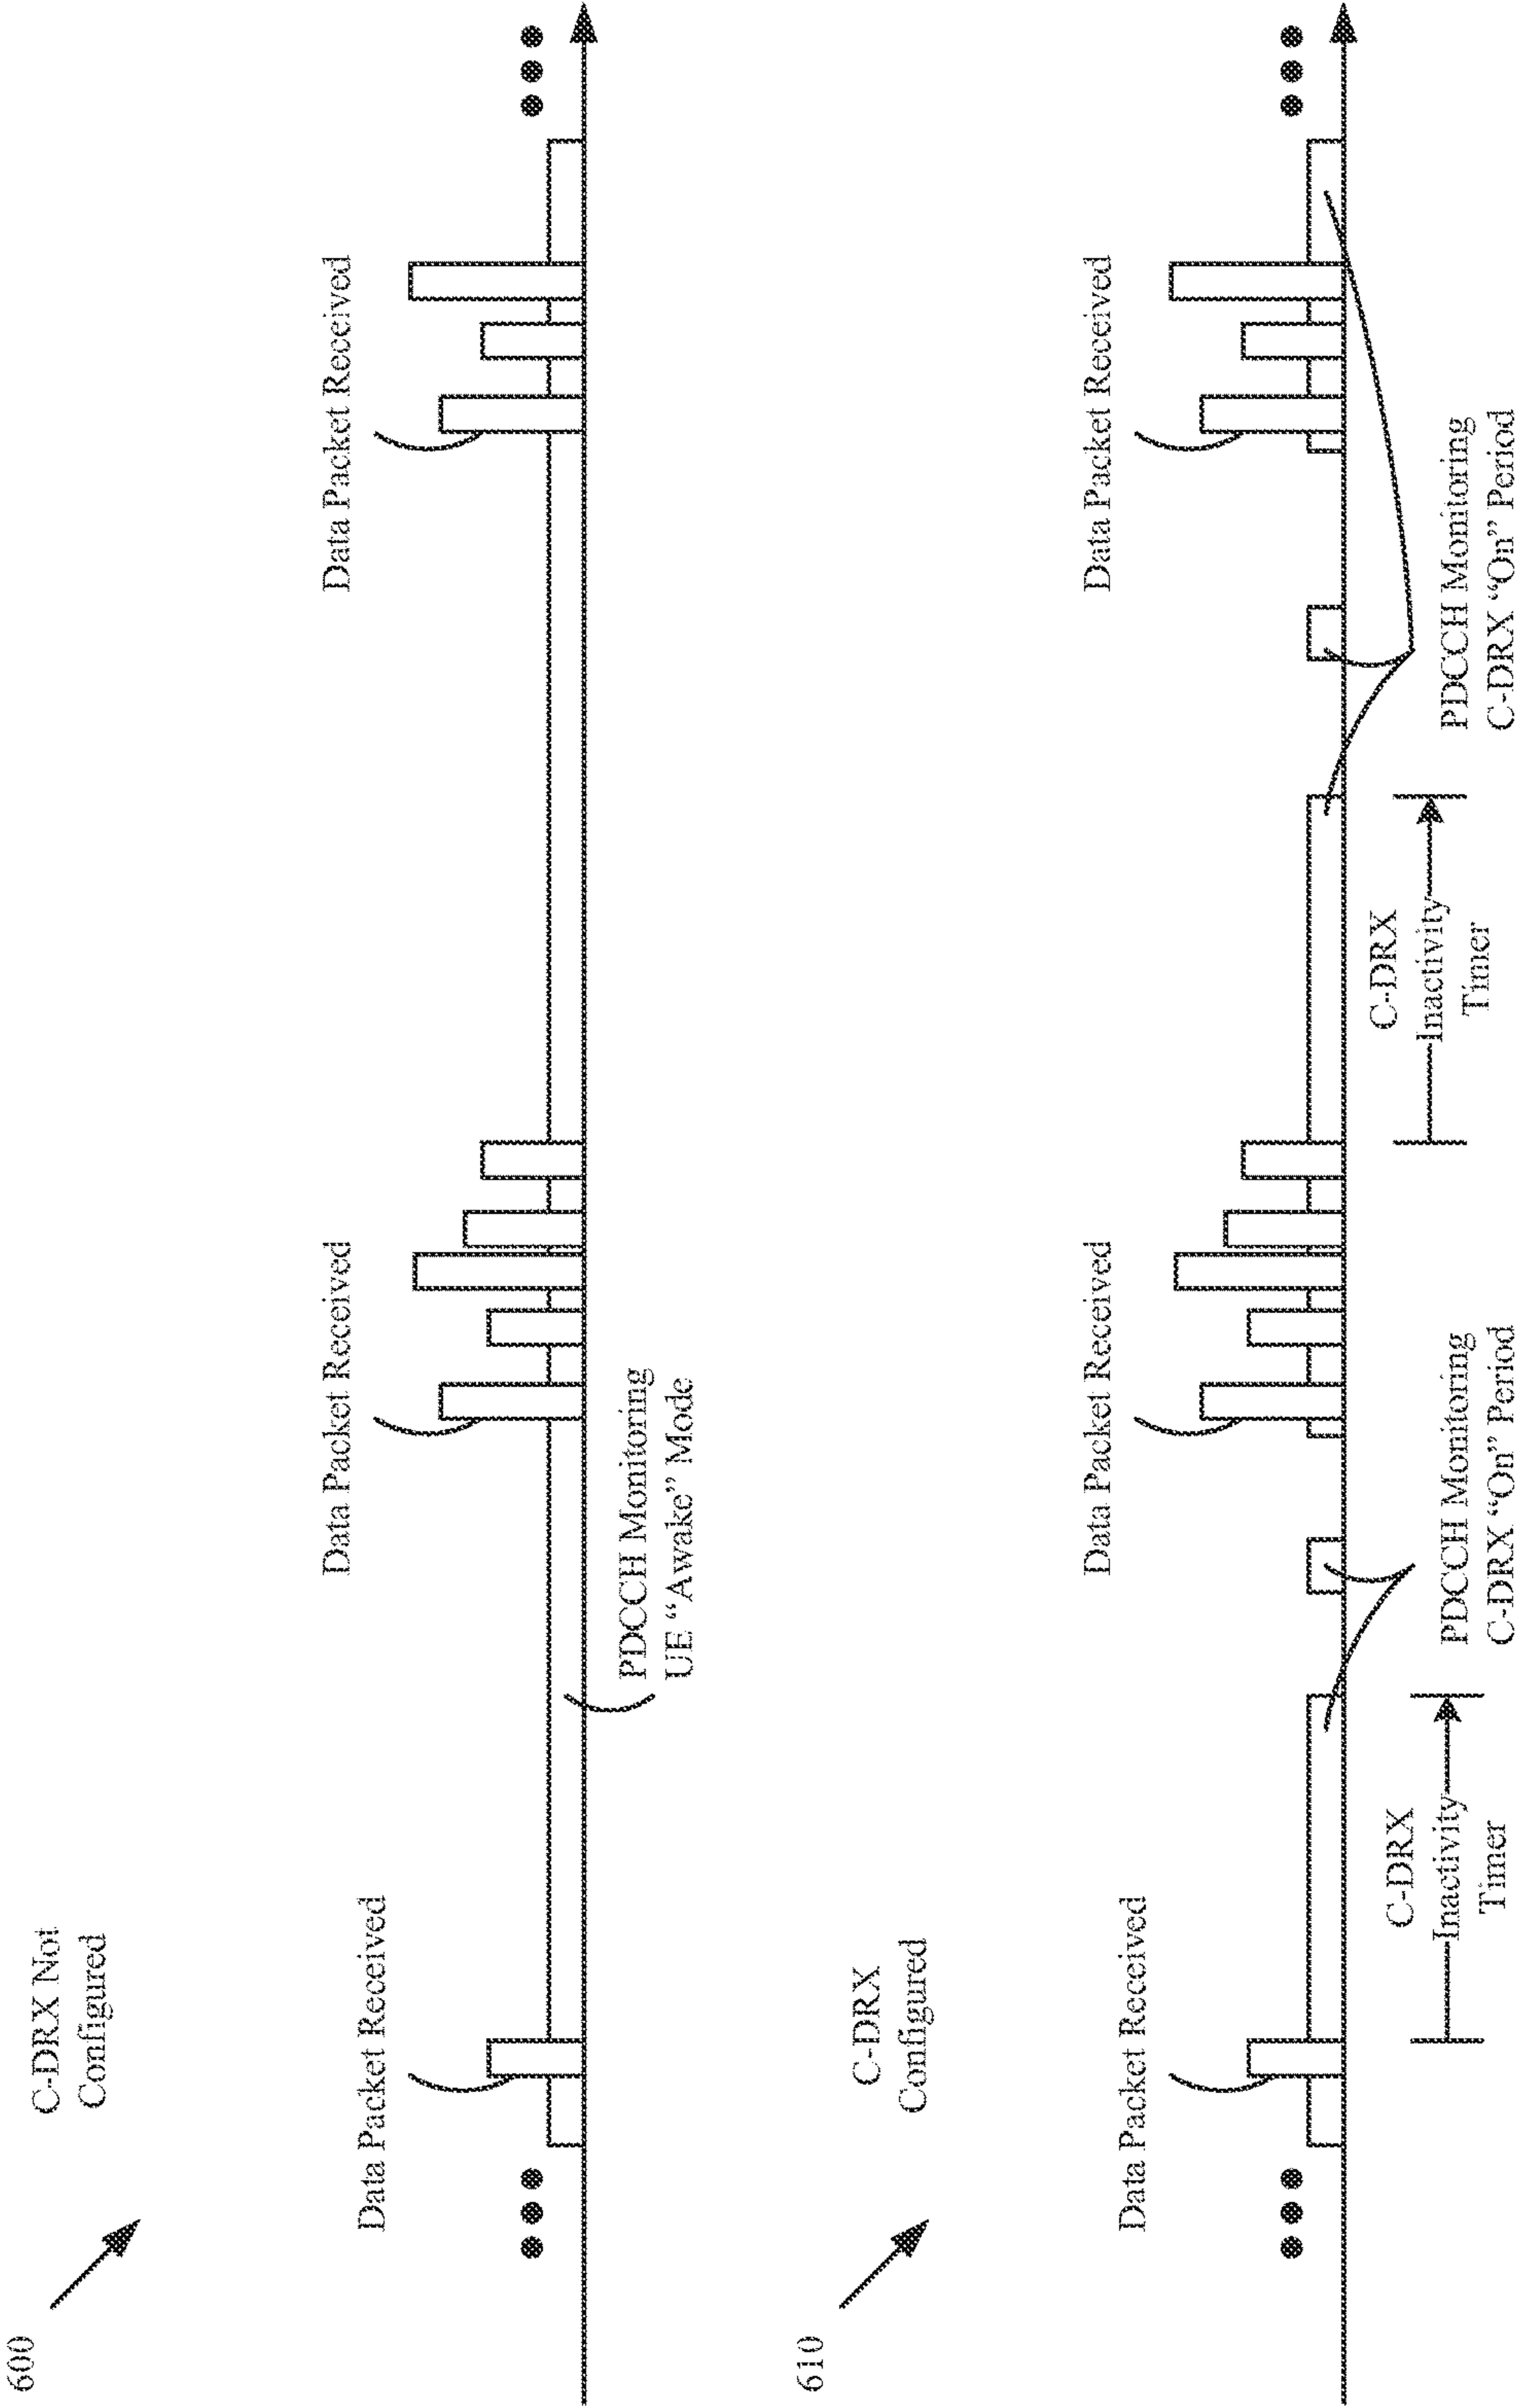 600
C-DRX Not
Configured
Data Packet Received
Data Packet Received
Data Packet Received
PDCCH Monitoring
UE “Awake” Mode
610
C-DRX
Configured
Data Packet Received
Data Packet Received
Data Packet Received
C-DRX
Inactivity
Timer
PDCCH Monitoring
C-DRX “On” Period
C-DRX
Inactivity
Timer
PDCCH Monitoring
C-DRX “On” Period